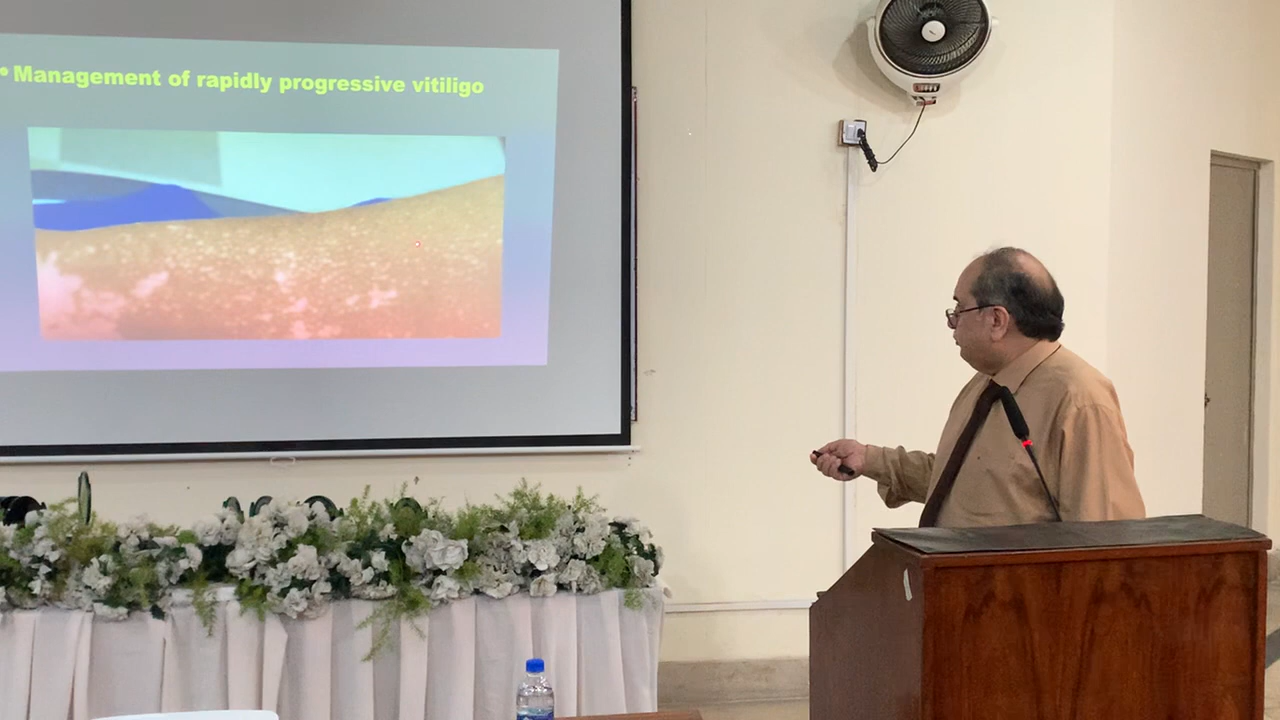 • Management of rapidly progressive vitiligo